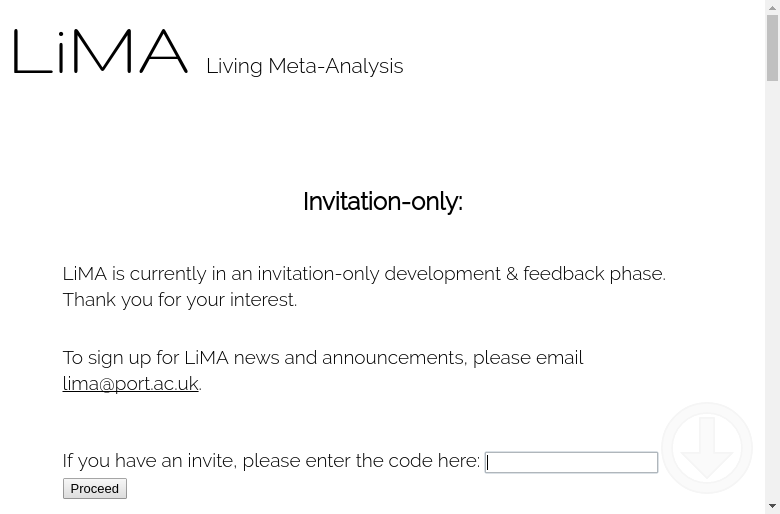 LiMA Living Meta-Analysis
Invitation-only:
LiMA is currently in an invitation-only development & feedback phase.
Thank you for your interest.
To sign up for LiMA news and announcements, please email
lima@port.ac.uk.
If you have an invite, please enter the code here:
Proceed